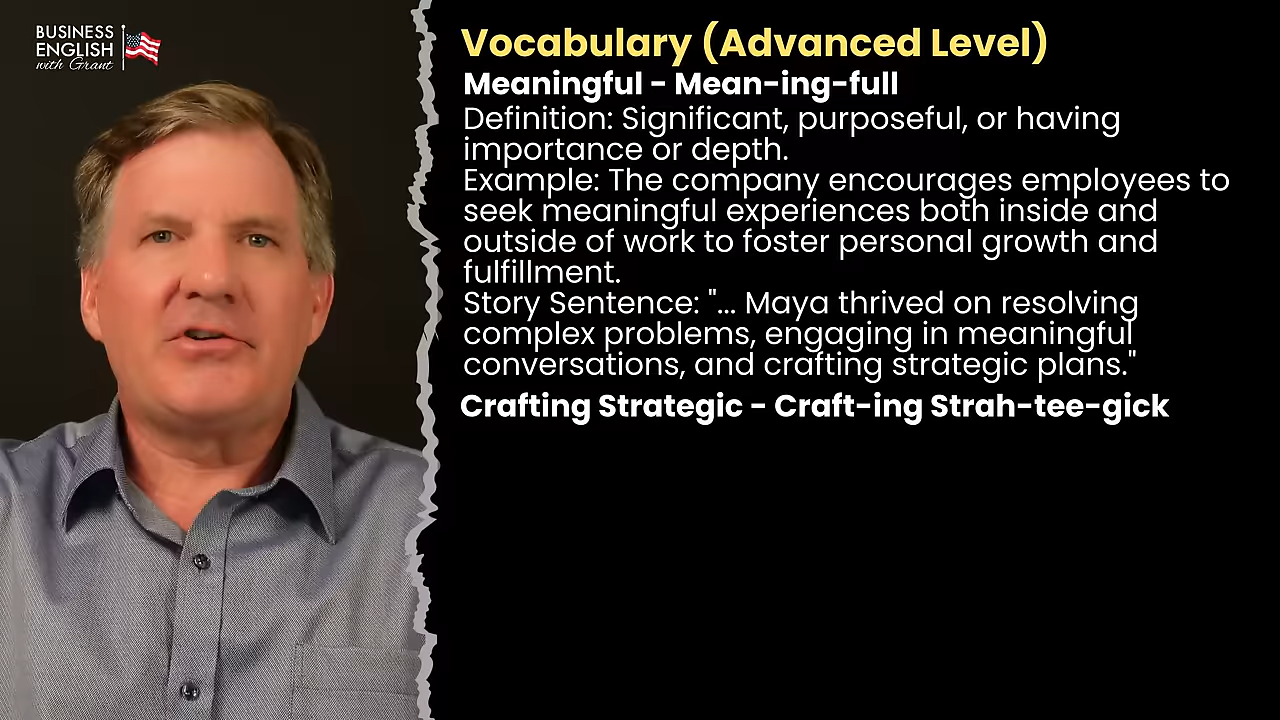 BUSINESS
ENGLISH
with Grant
Vocabulary (Advanced Level)
Meaningful - Mean-ing-full
Definition: Significant, purposeful, or having
importance or depth.
Example: The company encourages employees to
seek meaningful experiences both inside and
outside of work to foster personal growth and
fulfillment.
Story Sentence: "... Maya thrived on resolving
complex problems, engaging in meaningful
conversations, and crafting strategic plans."
Crafting Strategic - Craft-ing Strah-tee-gick